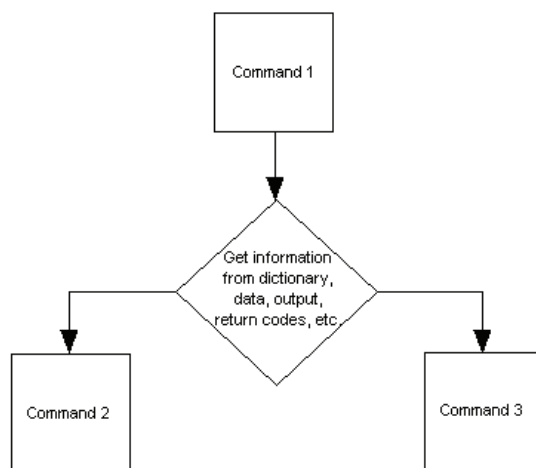 Command 1
Get information
from dictionary,
data, output,
return codes, etc.
Command 2
Command 3